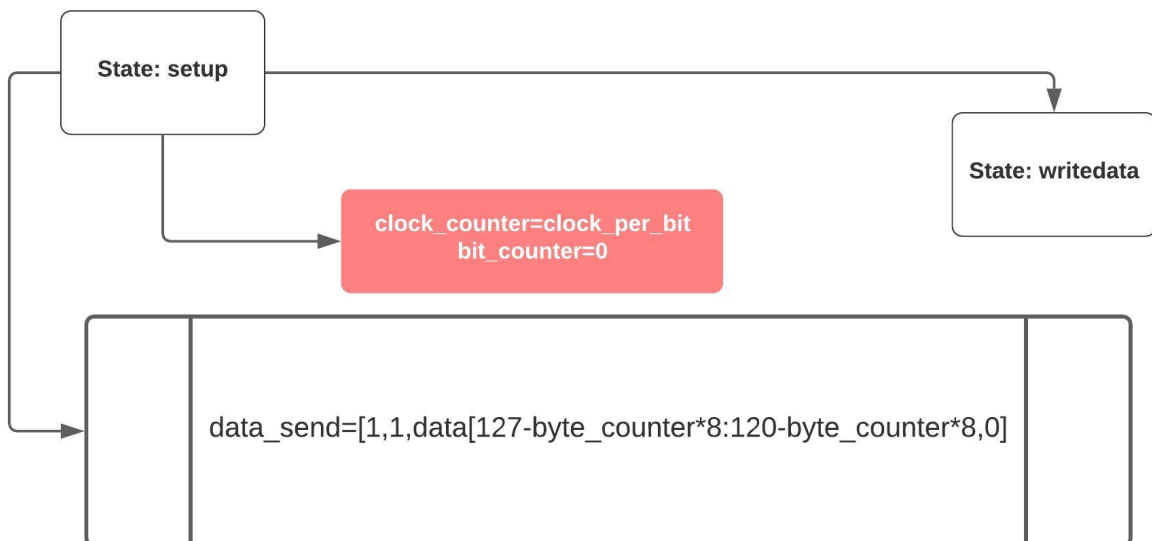 State: setup
State: writedata
clock_counter=clock_per_bit
bit_counter=0
data_send=[1,1,data[127-byte_counter*8:120-byte_counter*8,0]